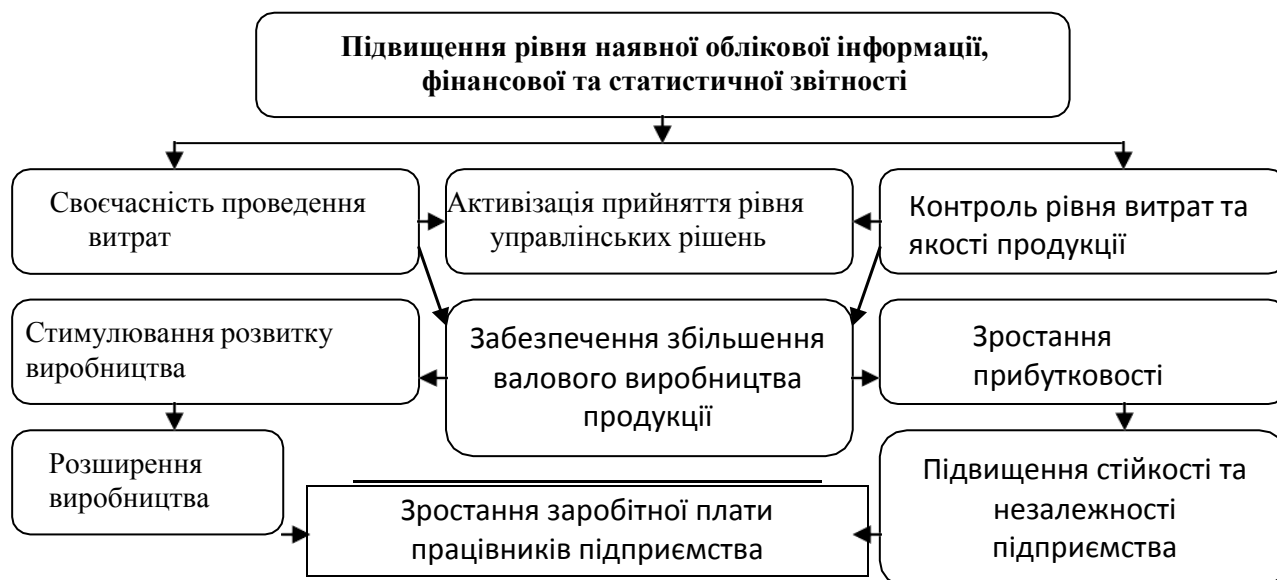 Підвищення рівня наявної облікової інформації,
фінансової та статистичної звітності
Своєчасність проведення
витрат
Активізація прийняття рівня
управлінських рішень
Контроль рівня витрат та
якості продукції
Стимулювання розвитку
виробництва
Забезпечення збільшення
валового виробництва
продукції
Зростання
прибутковості
Розширення
виробництва
Зростання заробітної плати
працівників підприємства
Підвищення стійкості та
незалежності
підприємства